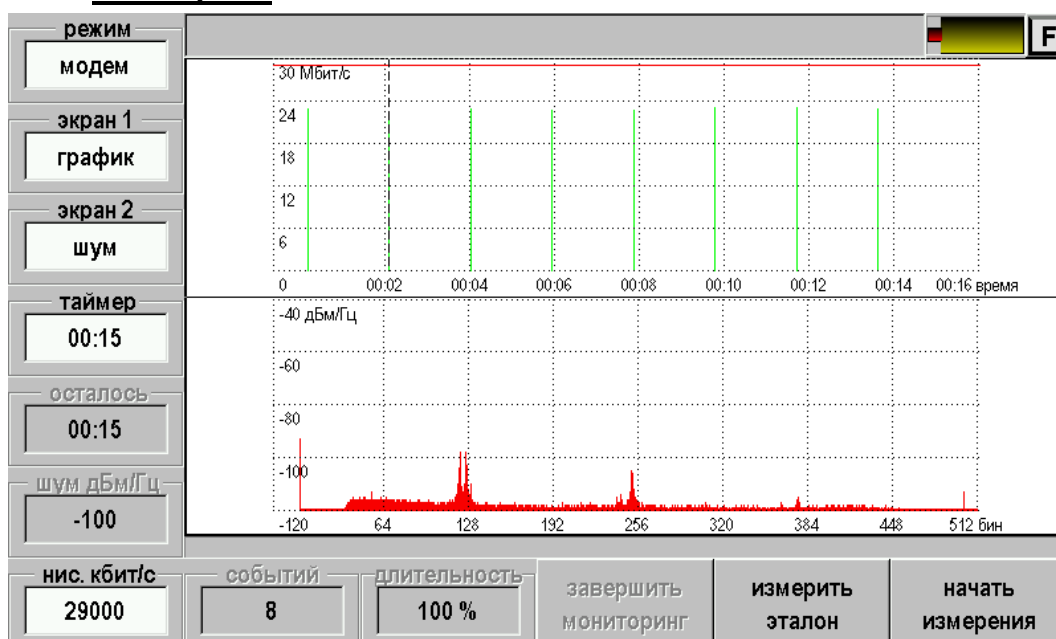 режим
модем
F
экран 1
график
экран 2
шум
таймер
00:15
осталось
00:15
шум дБм/Гц
-100
30 Мбит/с
24
18
12
6
0 00:02 00:04 00:06 00:08 00:10 00:12 00:14 00:16 время
-40 дБм/Гц
-60
-80
-100
-120 64 128 192 256 320 384 448 512 бин
нис. кбит/с
29000
событий
8
длительность
100 %
завершить
мониторинг
измерить
эталон
начать
измерения